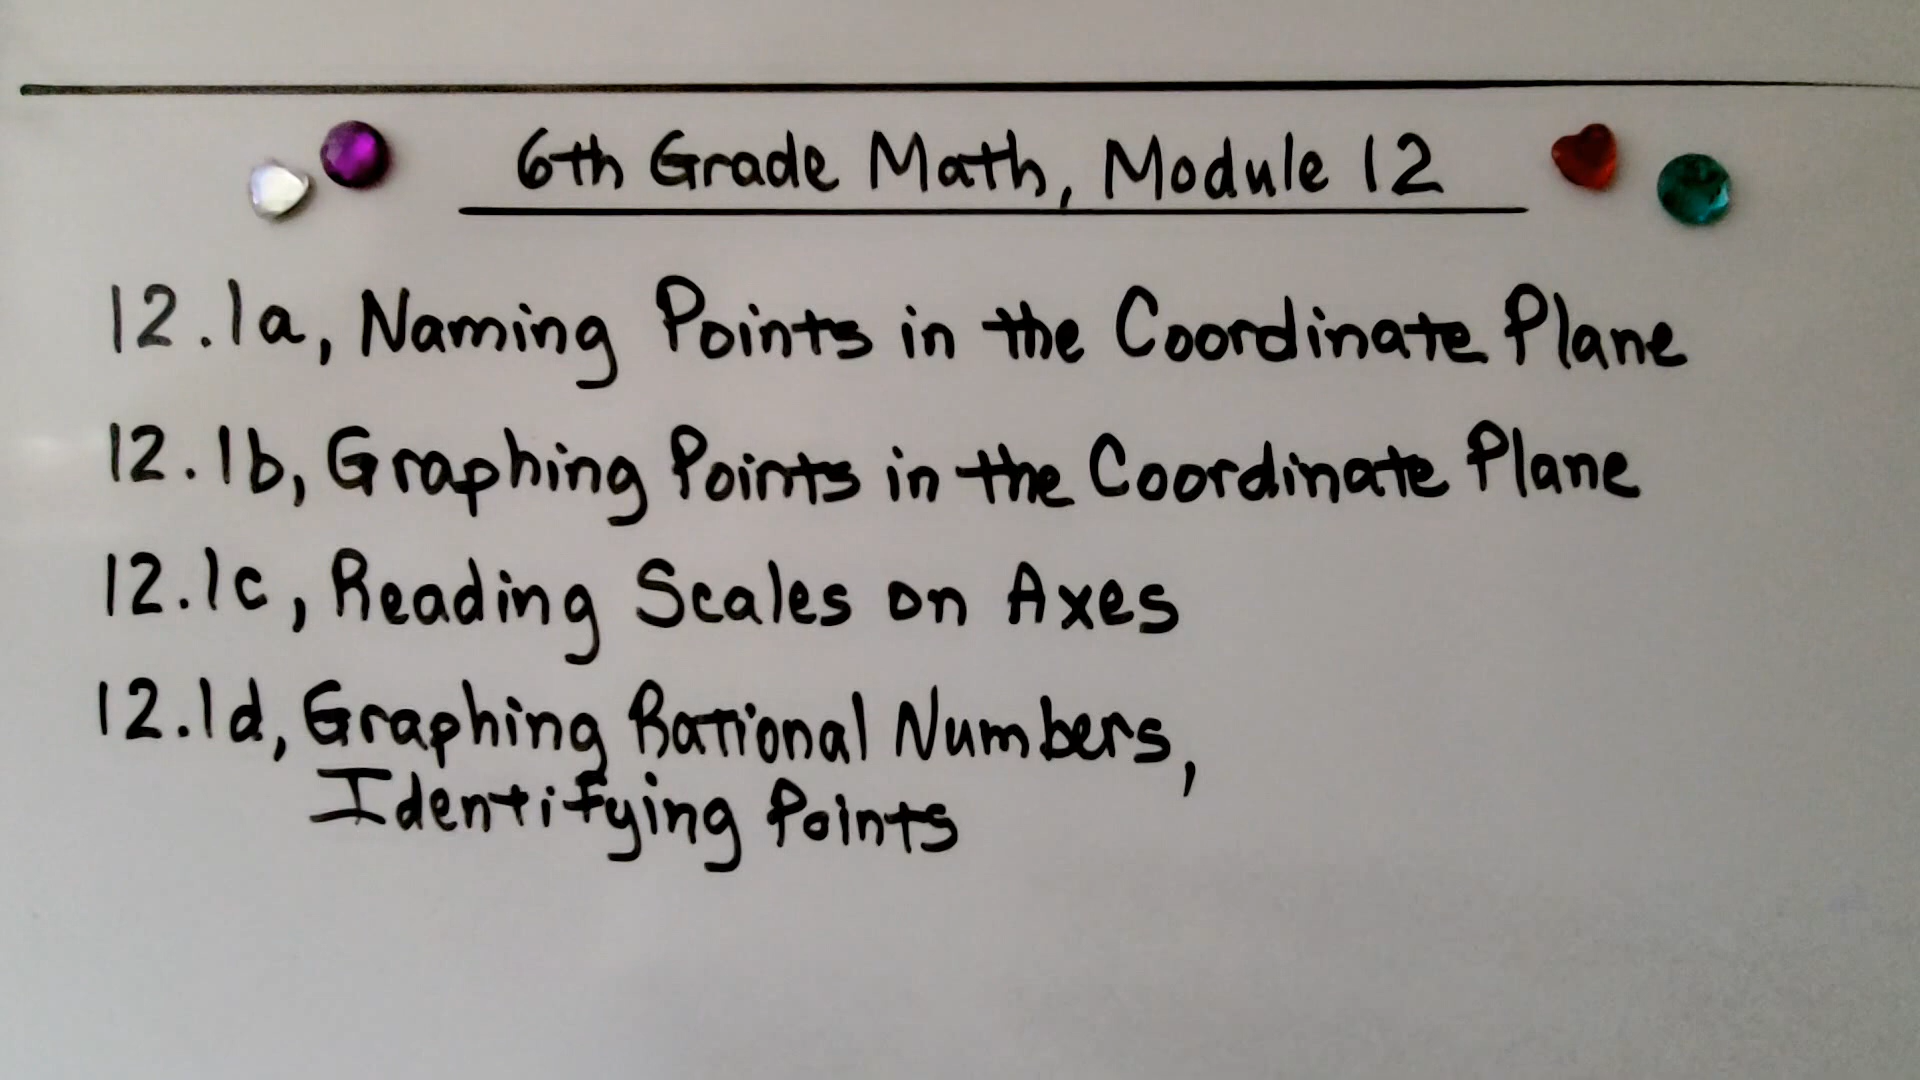 6th Grade Math, Module 12
12.1a, Naming Points in the Coordinate Plane
12.1b, Graphing Points in the Coordinate Plane
12.1c, Reading Scales on Axes
12.1d, Graphing Rational Numbers,
Identifying Points